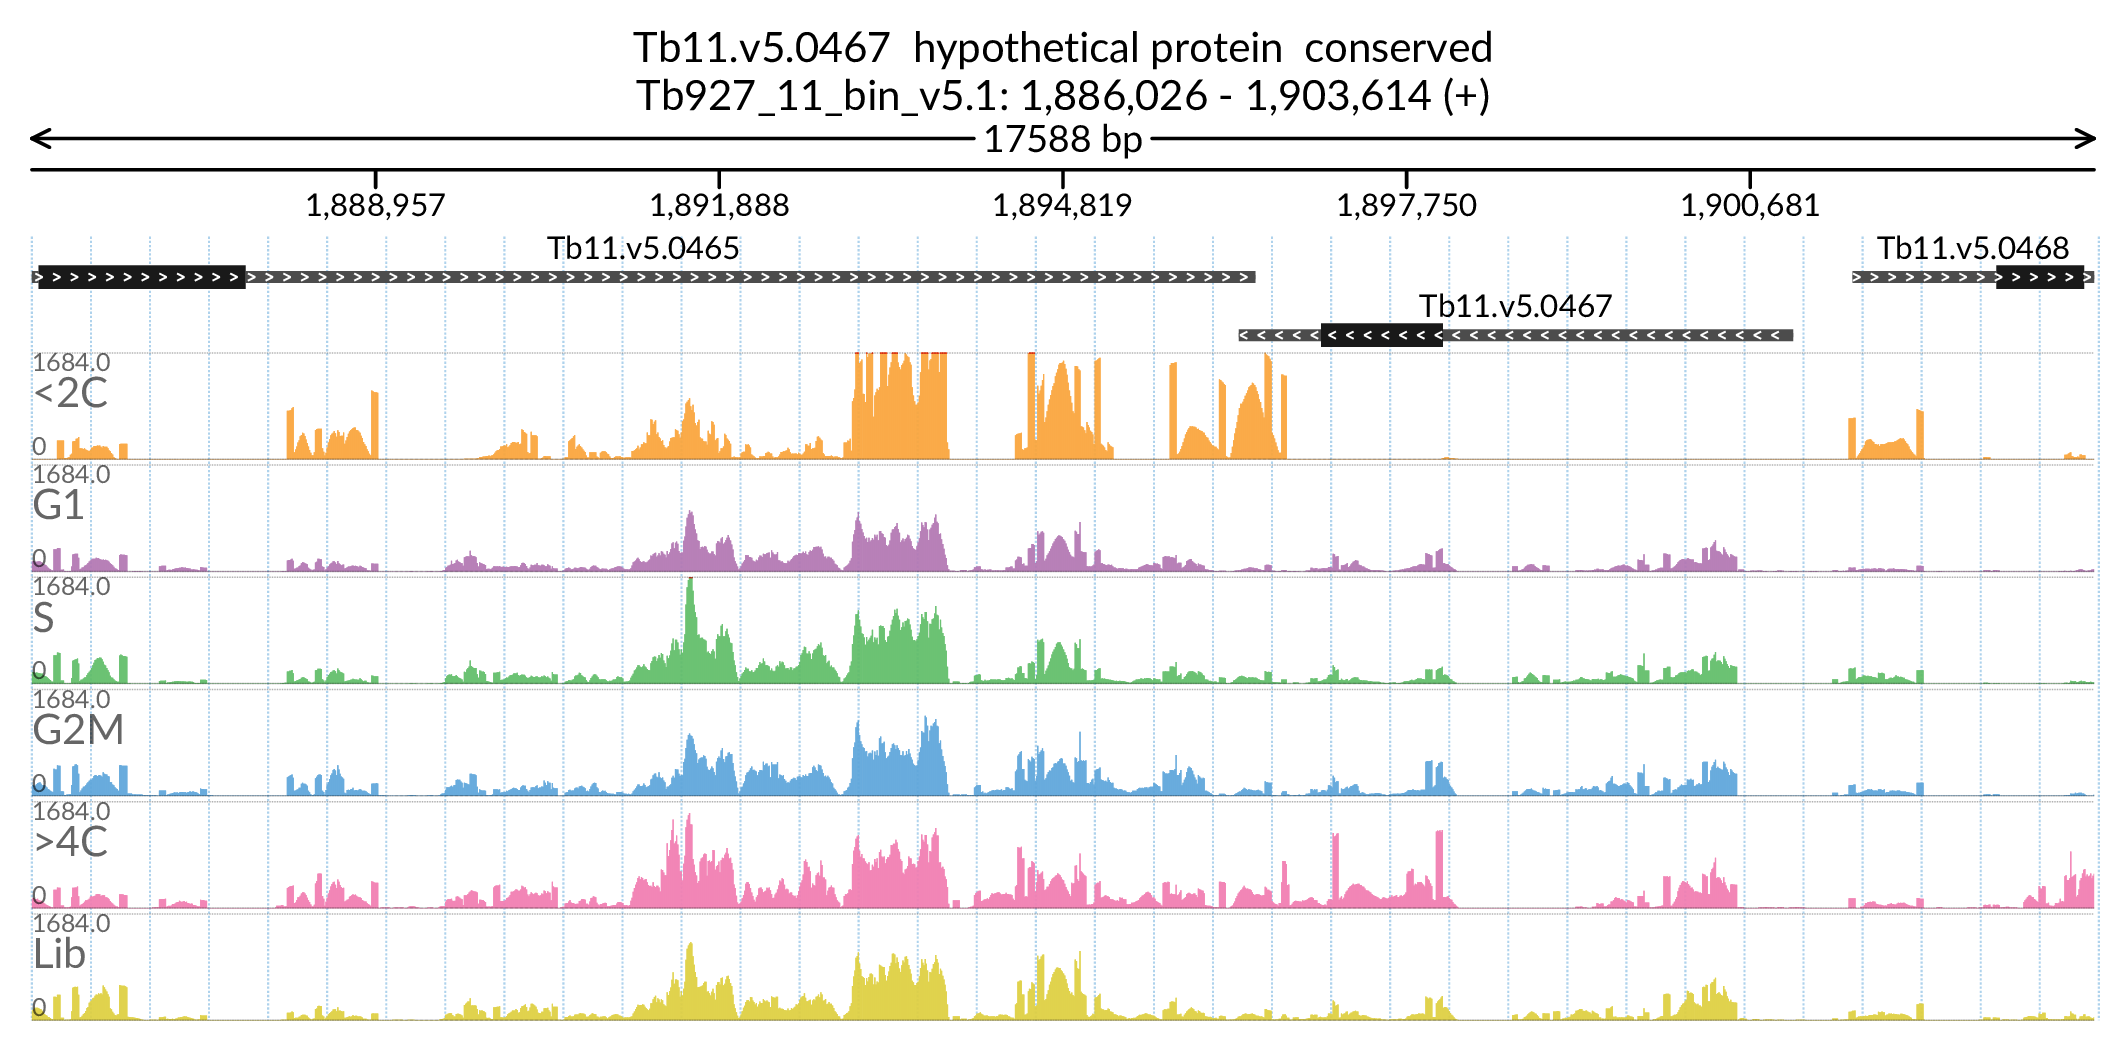 Tb11.v5.0467  hypothetical protein  conserved
Tb927_11_bin_v5.1: 1,886,026 - 1,903,614 (+)
17588 bp
1,888,957 1,891,888 1,894,819 1,897,750 1,900,681
Tb11.v5.0465 Tb11.v5.0468
Tb11.v5.0467
1684.0
<2C
0
1684.0
G1
0
1684.0
S
0
1684.0
G2M
0
1684.0
>4C
0
1684.0
Lib
0